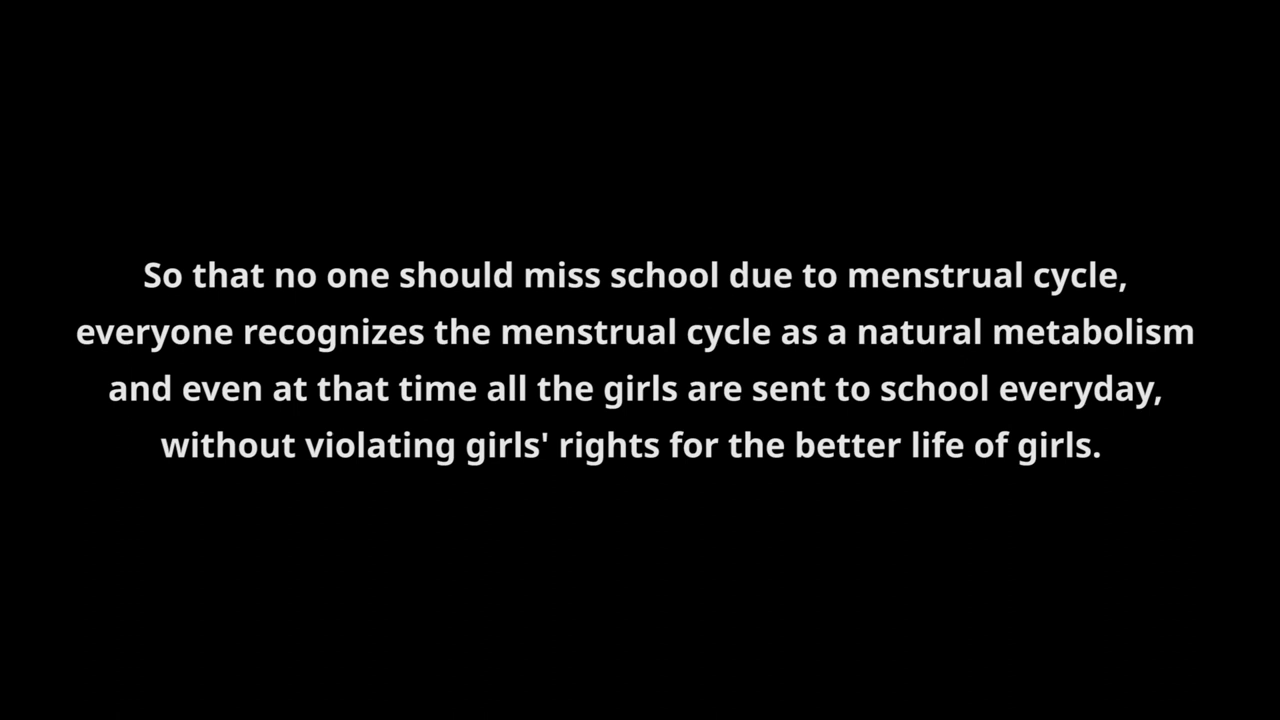 So that no one should miss school due to menstrual cycle,
everyone recognizes the menstrual cycle as a natural metabolism
and even at that time all the girls are sent to school everyday,
without violating girls' rights for the better life of girls.